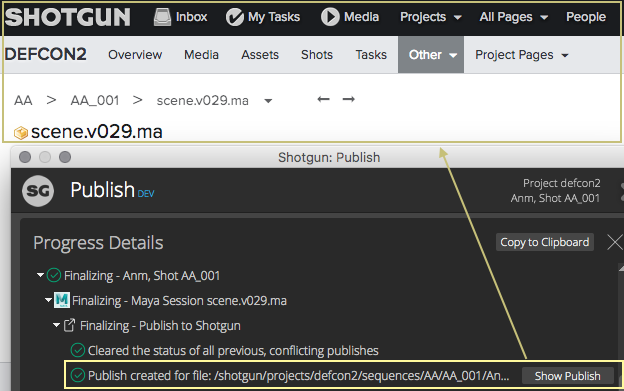 SHOTGUN Inbox My Tasks Media Projects All Pages People
DEFCON2 Overview Media Assets Shots Tasks Other Project Pages
AA > AA_001 > scene.v029.ma ← →
scene.v029.ma
Shotgun: Publish
SG Publish DEV
Project defcon2
Anm, Shot AA_001
Progress Details Copy to Clipboard
Finalizing - Anm, Shot AA_001
M Finalizing - Maya Session scene.v029.ma
Finalizing - Publish to Shotgun
Cleared the status of all previous, conflicting publishes
Publish created for file: /shotgun/projects/defcon2/sequences/AA/AA_001/An... Show Publish